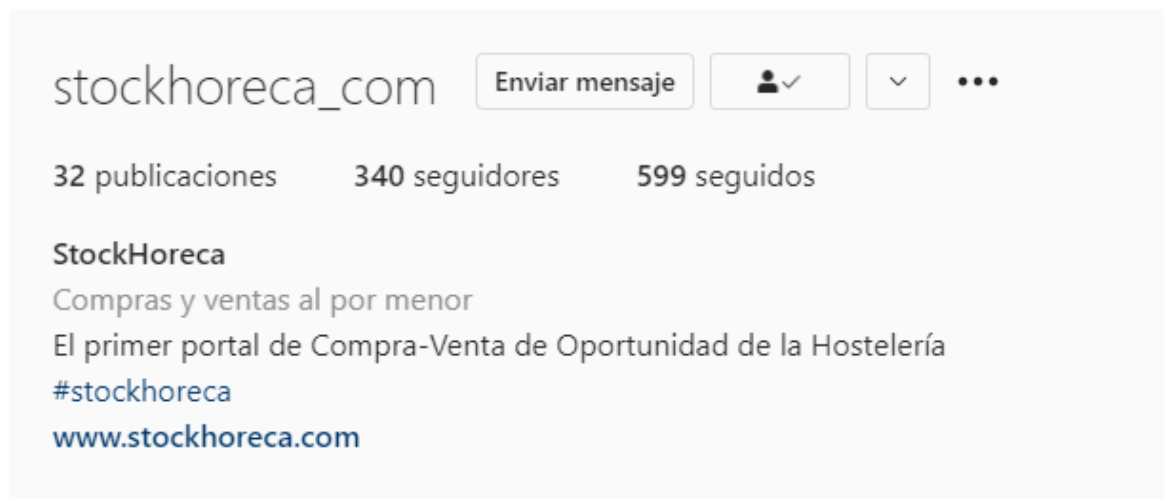 stockhoreca_com Enviar mensaje
32 publicaciones 340 seguidores 599 seguidos
StockHoreca
Compras y ventas al por menor
El primer portal de Compra-Venta de Oportunidad de la Hostelería
#stockhoreca
www.stockhoreca.com